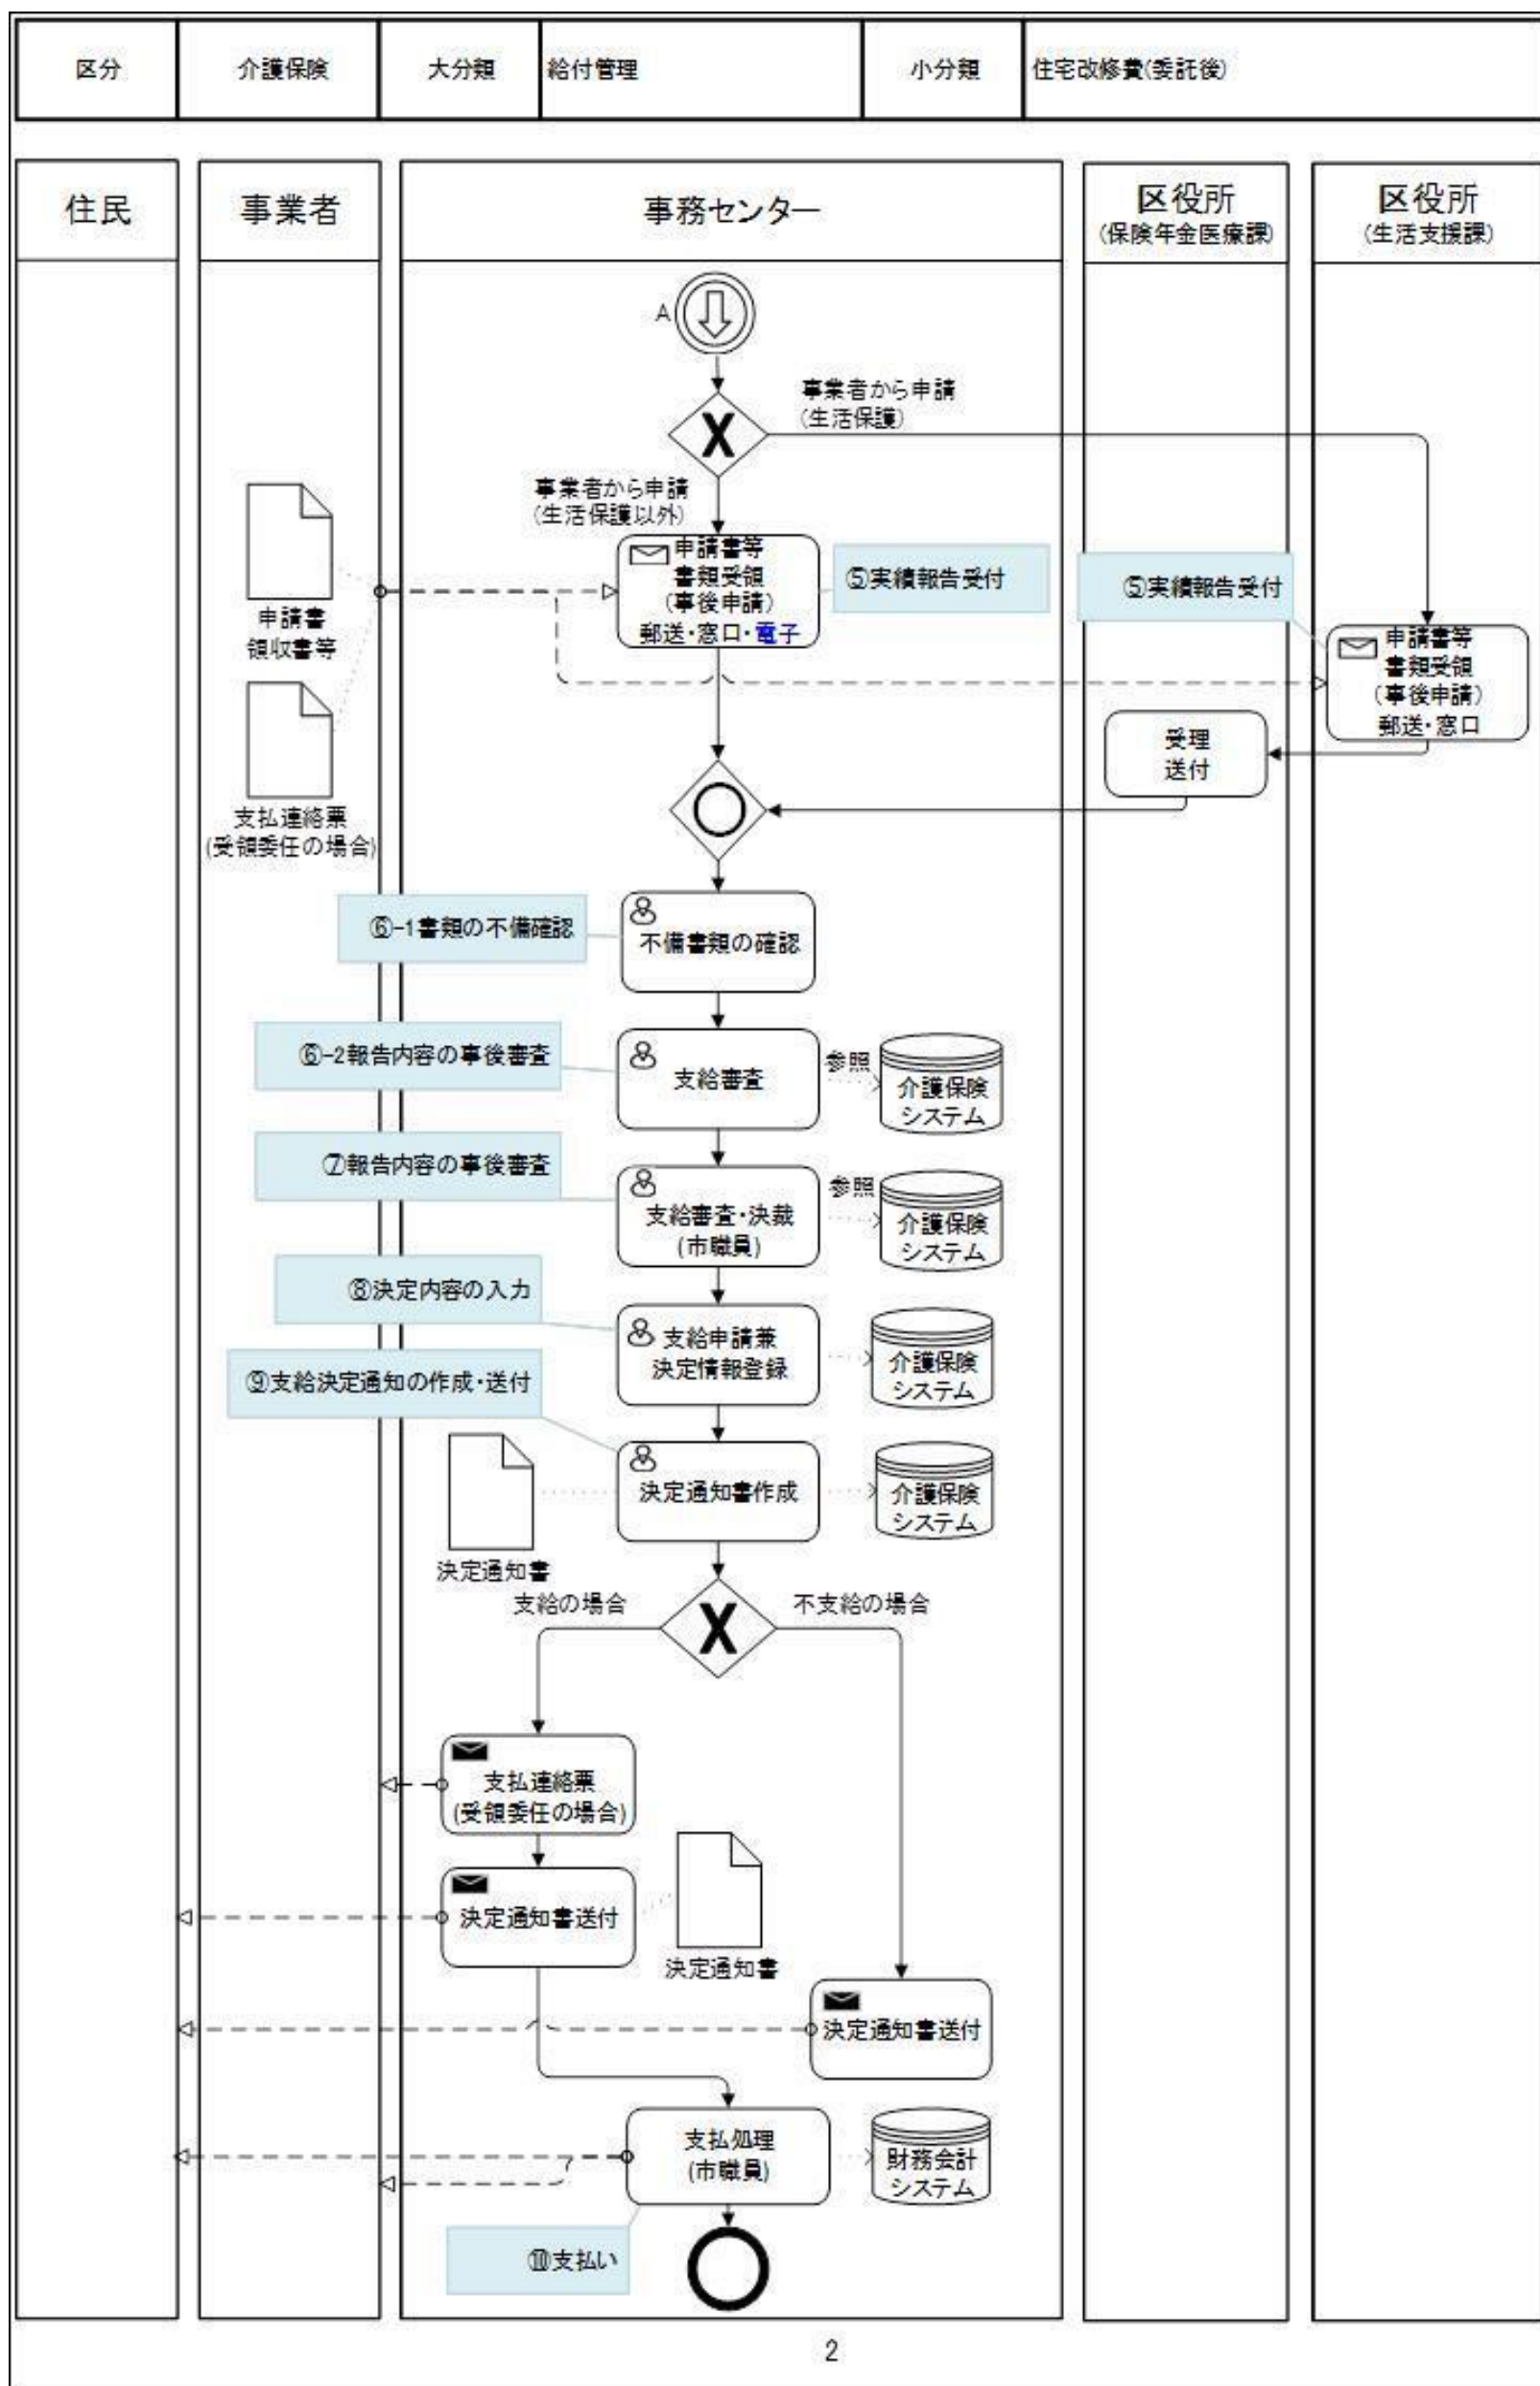 区分 介護保険 大分類 給付管理 小分類 住宅改修費(委託後)
住民
事業者
事務センター
区役所
(保険年金医療課)
区役所
(生活支援課)
A
事業者から申請
(生活保護)
事業者から申請
(生活保護以外)
申請書
領収書等
申請書等
書類受領
(事後申請)
郵送・窓口・電子
⑤実績報告受付
⑤実績報告受付
申請書等
書類受領
(事後申請)
郵送・窓口
支払連絡票
(受領委任の場合)
受理
送付
⑥-1書類の不備確認
不備書類の確認
⑥-2報告内容の事後審査
支給審査
参照
介護保険
システム
⑦報告内容の事後審査
支給審査・決裁
(市職員)
参照
介護保険
システム
⑧決定内容の入力
支給申請兼
決定情報登録
介護保険
システム
⑨支給決定通知の作成・送付
決定通知書
決定通知書作成
介護保険
システム
支給の場合
不支給の場合
支払連絡票
(受領委任の場合)
決定通知書送付
決定通知書
決定通知書送付
支払処理
(市職員)
財務会計
システム
⑩支払い
2